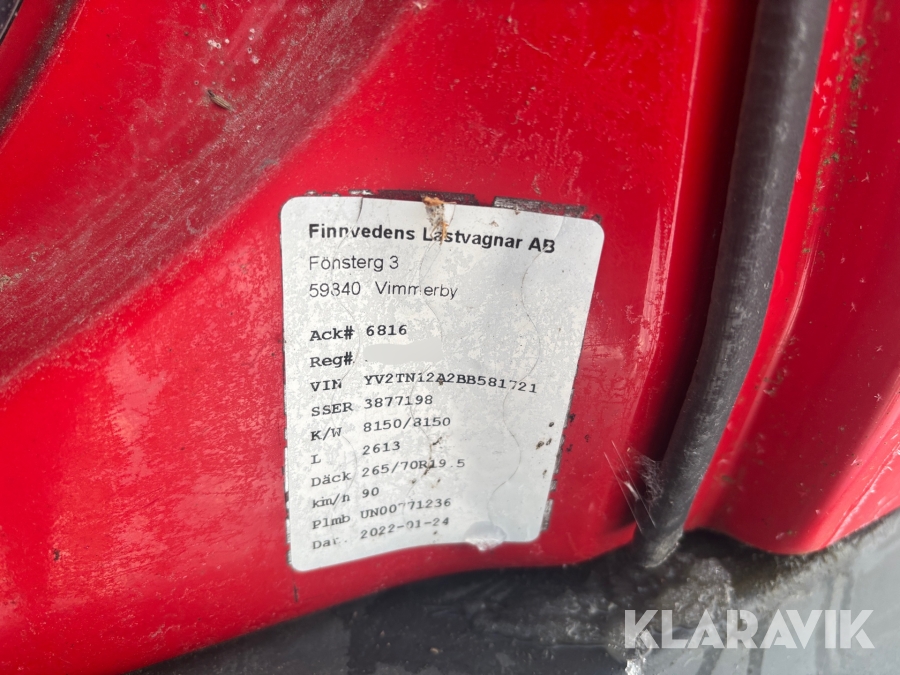 Finnvedens Lastvagnar AB
Fönsterg 3
59840 Vimmerby
Ack# 6816
Reg#
VIN YV2TN12A2BB581721
SSER 3877198
K/W 8150/8150
L 2613
Däck 265/70R19.5
km/h 90
Plmb UN00771236
Dat. 2022-01-24
KLARAVIK